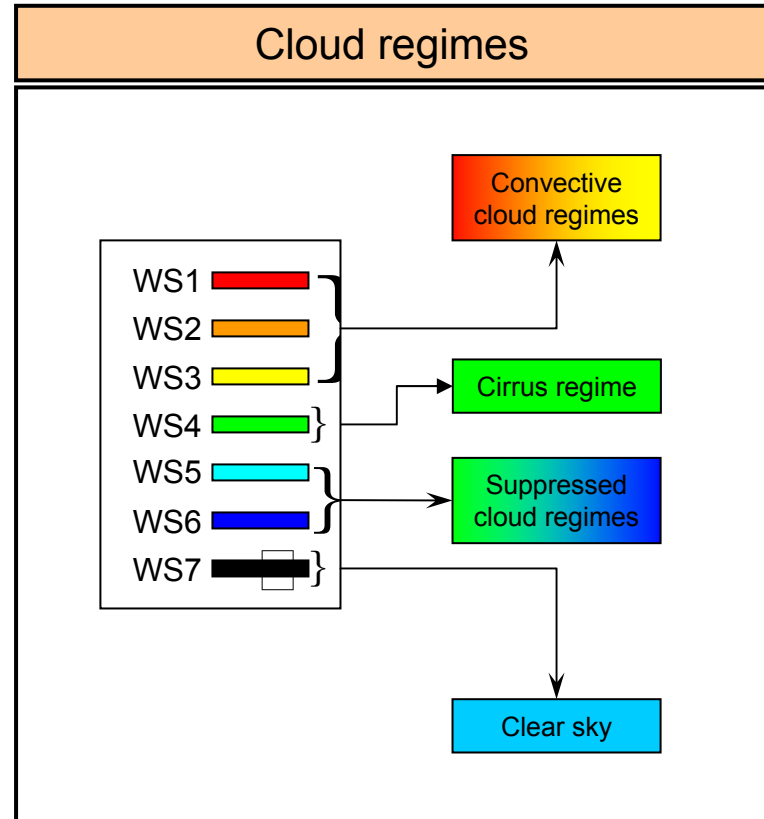 Cloud regimes
Convective
cloud regimes
WS1
WS2
WS3
WS4
WS5
WS6
WS7
Cirrus regime
Suppressed
cloud regimes
Clear sky